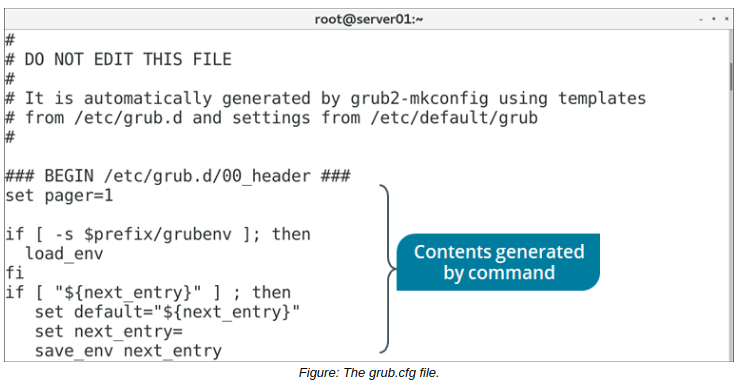 root@server01:~
#
# DO NOT EDIT THIS FILE
#
# It is automatically generated by grub2-mkconfig using templates
# from /etc/grub.d and settings from /etc/default/grub
#
### BEGIN /etc/grub.d/00_header ###
set pager=1
if [ -s $prefix/grubenv ]; then
  load_env
fi
if [ "${next_entry}" ] ; then
   set default="${next_entry}"
   set next_entry=
   save_env next_entry
Contents generated
by command
Figure: The grub.cfg file.